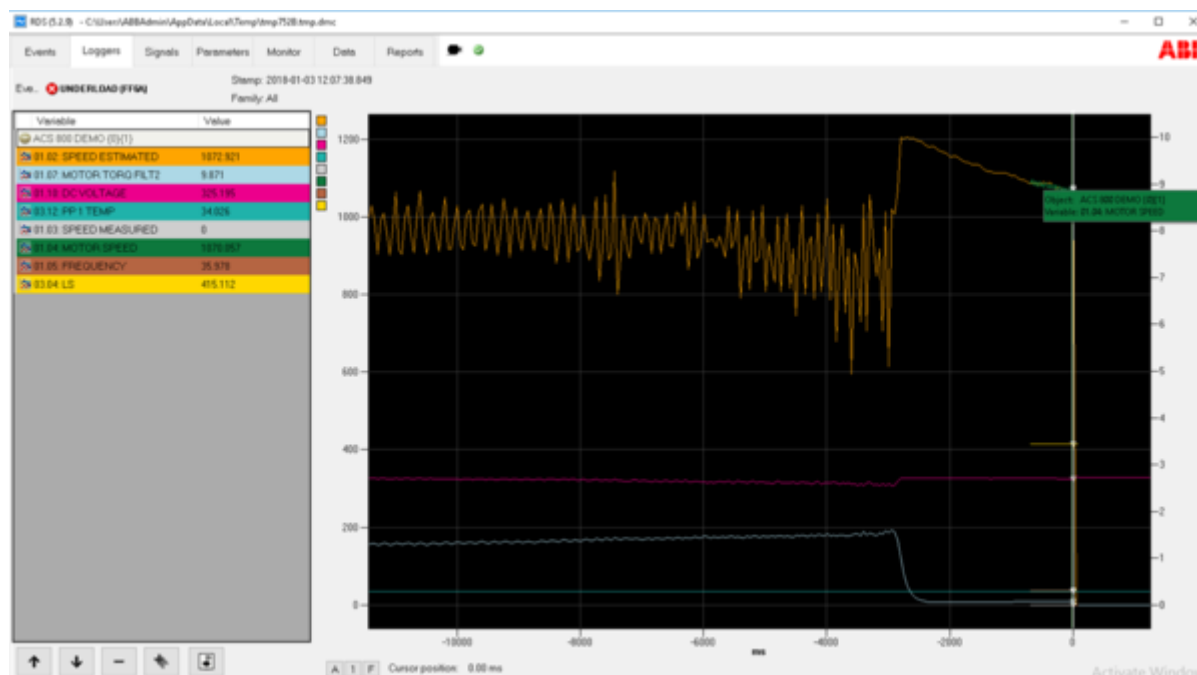 RDS (5.2.9) - C:\Users\ABBAdmin\AppData\Local\Temp\tmp752B.tmp.dmc
Events Loggers Signals Parameters Monitor Data Reports
ABB
Eve.. UNDERLOAD (FF6A)
Stamp: 2018-01-03 12:07:38.849
Family: All
Variable Value
ACS 800 DEMO {0}{1}
01.02: SPEED ESTIMATED 1072.921
01.07: MOTOR TORQ FILT2 9.871
01.10: DC VOLTAGE 325.195
03.12: PP 1 TEMP 34.026
01.03: SPEED MEASURED 0
01.04: MOTOR SPEED 1070.057
01.05: FREQUENCY 35.978
03.04: LS 415.112
1200
1000
800
600
400
200
0
10
9
8
7
6
5
4
3
2
1
0
Object: ACS 800 DEMO {0}{1}
Variable: 01.04: MOTOR SPEED
-10000 -8000 -6000 -4000 -2000 0
ms
A 1 F Cursor position: 0.00 ms
Activate Window